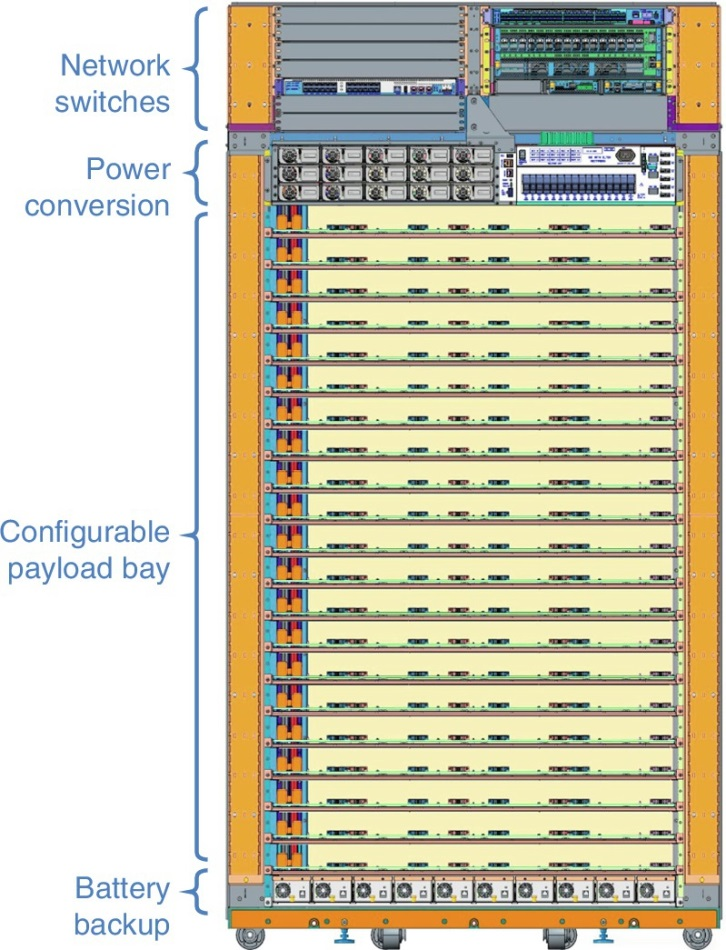 Network
switches
Power
conversion
Configurable
payload bay
Battery
backup